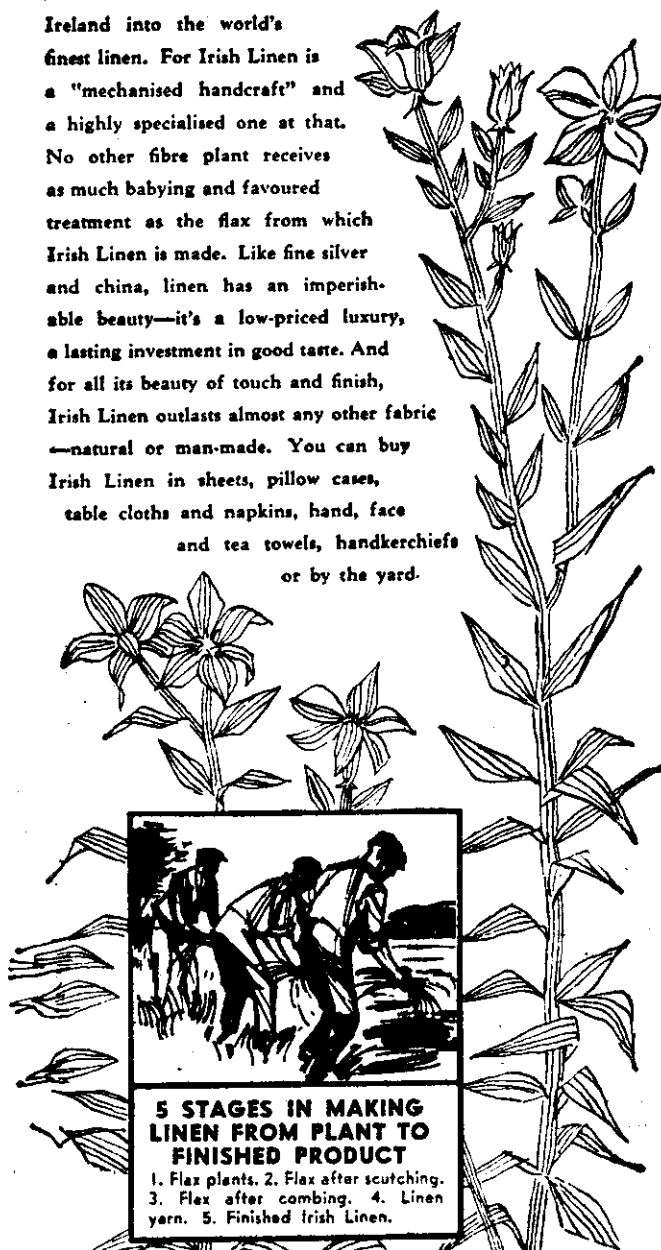 Ireland into the world's
finest linen. For Irish Linen is
a "mechanised handcraft" and
a highly specialised one at that.
No other fibre plant receives
as much babying and favoured
treatment as the flax from which
Irish Linen is made. Like fine silver
and china, linen has an imperish-
able beauty—it's a low-priced luxury,
a lasting investment in good taste. And
for all its beauty of touch and finish,
Irish Linen outlasts almost any other fabric
—natural or man-made. You can buy
Irish Linen in sheets, pillow cases,
table cloths and napkins, hand, face
and tea towels, handkerchiefs
or by the yard.
5 STAGES IN MAKING
LINEN FROM PLANT TO
FINISHED PRODUCT
1. Flax plants. 2. Flax after scutching.
3. Flax after combing. 4. Linen
yarn. 5. Finished Irish Linen.